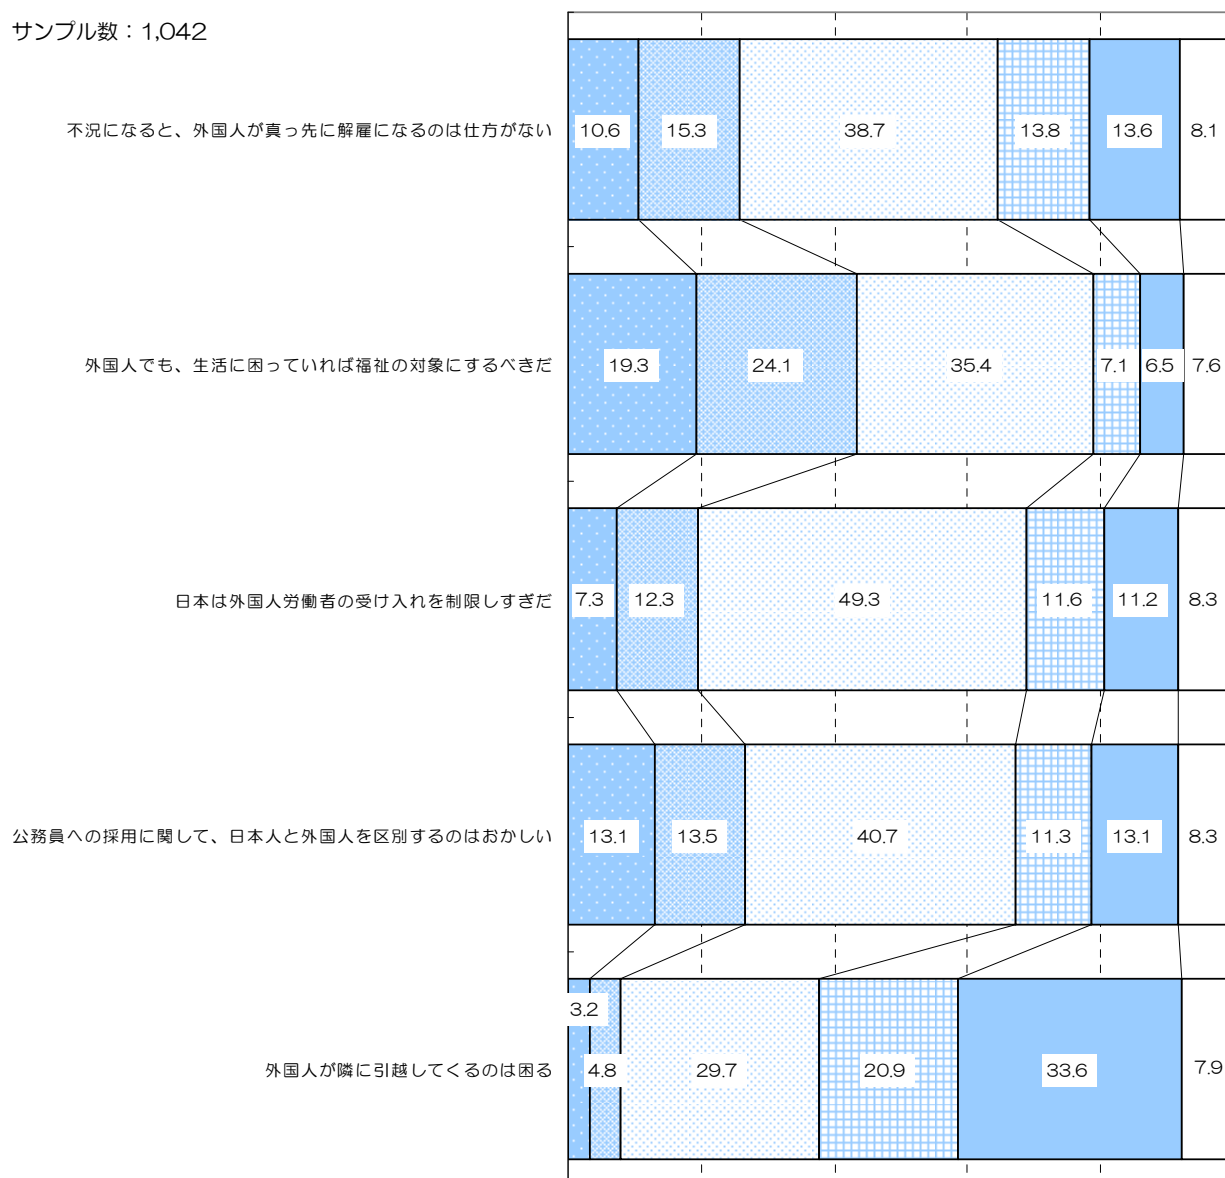 サンプル数：1,042
不況になると、外国人が真っ先に解雇になるのは仕方がない 10.6 15.3 38.7 13.8 13.6 8.1
外国人でも、生活に困っていれば福祉の対象にするべきだ 19.3 24.1 35.4 7.1 6.5 7.6
日本は外国人労働者の受け入れを制限しすぎだ 7.3 12.3 49.3 11.6 11.2 8.3
公務員への採用に関して、日本人と外国人を区別するのはおかしい 13.1 13.5 40.7 11.3 13.1 8.3
外国人が隣に引越してくるのは困る 3.2 4.8 29.7 20.9 33.6 7.9